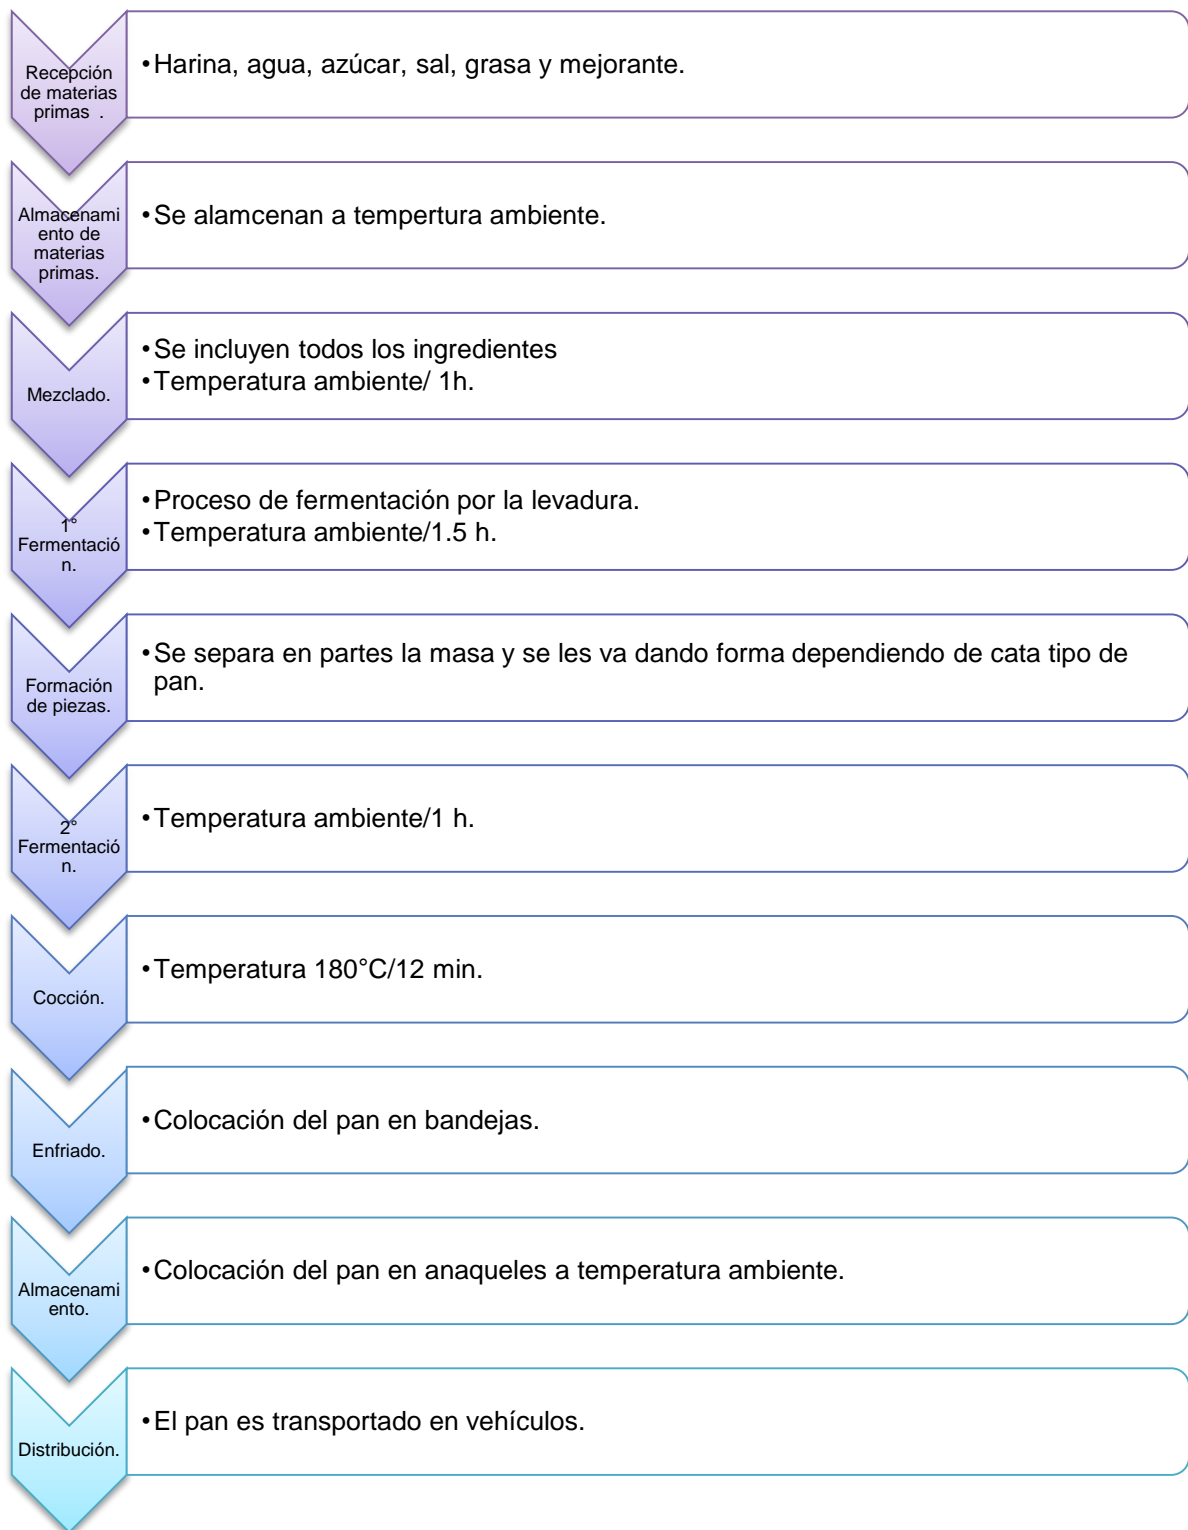 Recepción
de materias
primas .
•Harina, agua, azúcar, sal, grasa y mejorante.
Almacenami
ento de
materias
primas.
•Se alamcenan a tempertura ambiente.
Mezclado.
•Se incluyen todos los ingredientes
•Temperatura ambiente/ 1h.
1°
Fermentació
n.
•Proceso de fermentación por la levadura.
•Temperatura ambiente/1.5 h.
Formación
de piezas.
•Se separa en partes la masa y se les va dando forma dependiendo de cata tipo de
pan.
2°
Fermentació
n.
•Temperatura ambiente/1 h.
Cocción.
•Temperatura 180°C/12 min.
Enfriado.
•Colocación del pan en bandejas.
Almacenami
ento.
•Colocación del pan en anaqueles a temperatura ambiente.
Distribución.
•El pan es transportado en vehículos.